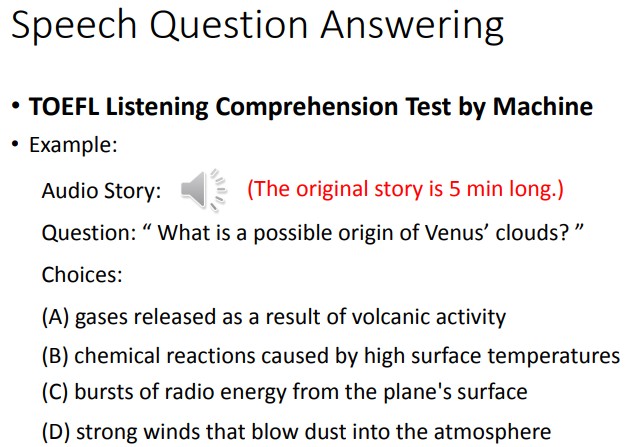 Speech Question Answering
• TOEFL Listening Comprehension Test by Machine
• Example:
Audio Story: (The original story is 5 min long.)
Question: “ What is a possible origin of Venus’ clouds? ”
Choices:
(A) gases released as a result of volcanic activity
(B) chemical reactions caused by high surface temperatures
(C) bursts of radio energy from the plane's surface
(D) strong winds that blow dust into the atmosphere